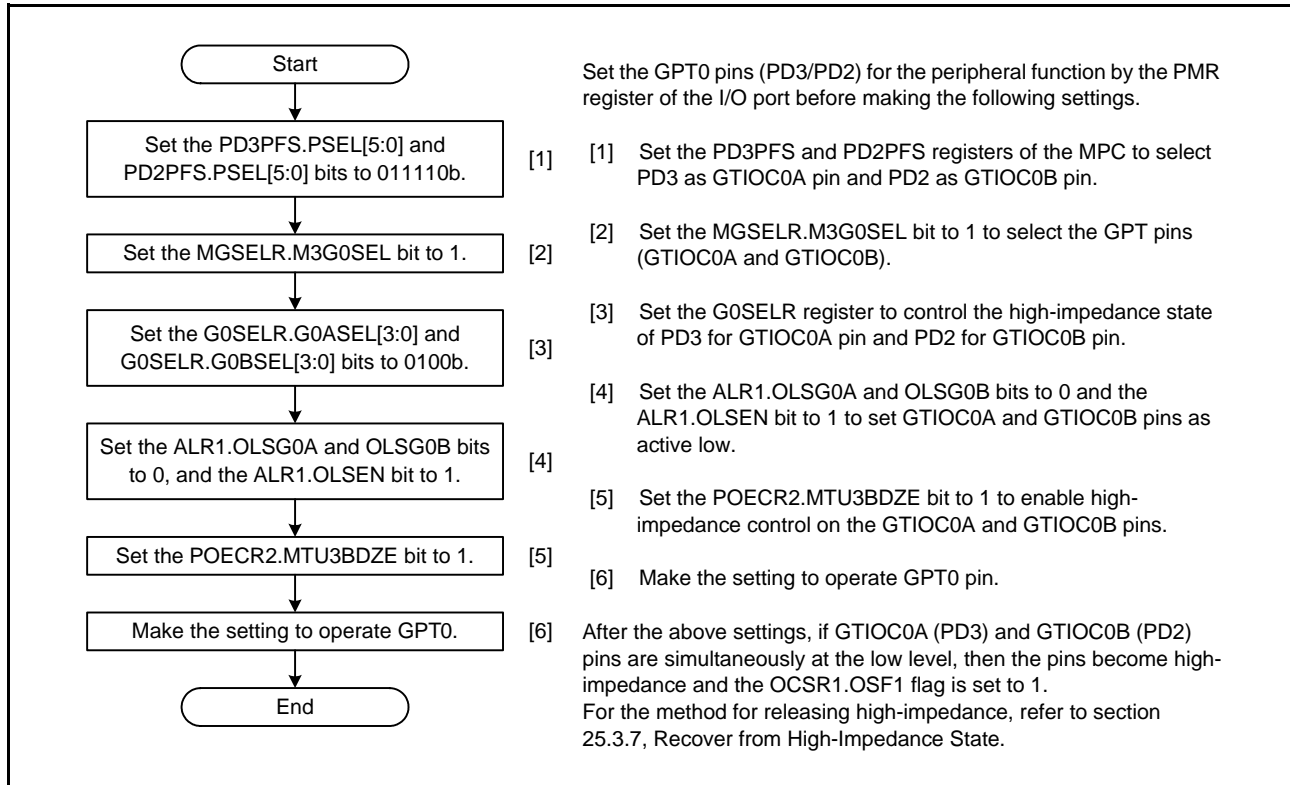 Start
Set the PD3PFS.PSEL[5:0] and
PD2PFS.PSEL[5:0] bits to 011110b.
[1]
Set the MGSELR.M3G0SEL bit to 1.
[2]
Set the G0SELR.G0ASEL[3:0] and
G0SELR.G0BSEL[3:0] bits to 0100b.
[3]
Set the ALR1.OLSG0A and OLSG0B bits
to 0, and the ALR1.OLSEN bit to 1.
[4]
Set the POECR2.MTU3BDZE bit to 1.
[5]
Make the setting to operate GPT0.
[6]
End
Set the GPT0 pins (PD3/PD2) for the peripheral function by the PMR
register of the I/O port before making the following settings.
[1] Set the PD3PFS and PD2PFS registers of the MPC to select
PD3 as GTIOC0A pin and PD2 as GTIOC0B pin.
[2] Set the MGSELR.M3G0SEL bit to 1 to select the GPT pins
(GTIOC0A and GTIOC0B).
[3] Set the G0SELR register to control the high-impedance state
of PD3 for GTIOC0A pin and PD2 for GTIOC0B pin.
[4] Set the ALR1.OLSG0A and OLSG0B bits to 0 and the
ALR1.OLSEN bit to 1 to set GTIOC0A and GTIOC0B pins as
active low.
[5] Set the POECR2.MTU3BDZE bit to 1 to enable high-
impedance control on the GTIOC0A and GTIOC0B pins.
[6] Make the setting to operate GPT0 pin.
After the above settings, if GTIOC0A (PD3) and GTIOC0B (PD2)
pins are simultaneously at the low level, then the pins become high-
impedance and the OCSR1.OSF1 flag is set to 1.
For the method for releasing high-impedance, refer to section
25.3.7, Recover from High-Impedance State.